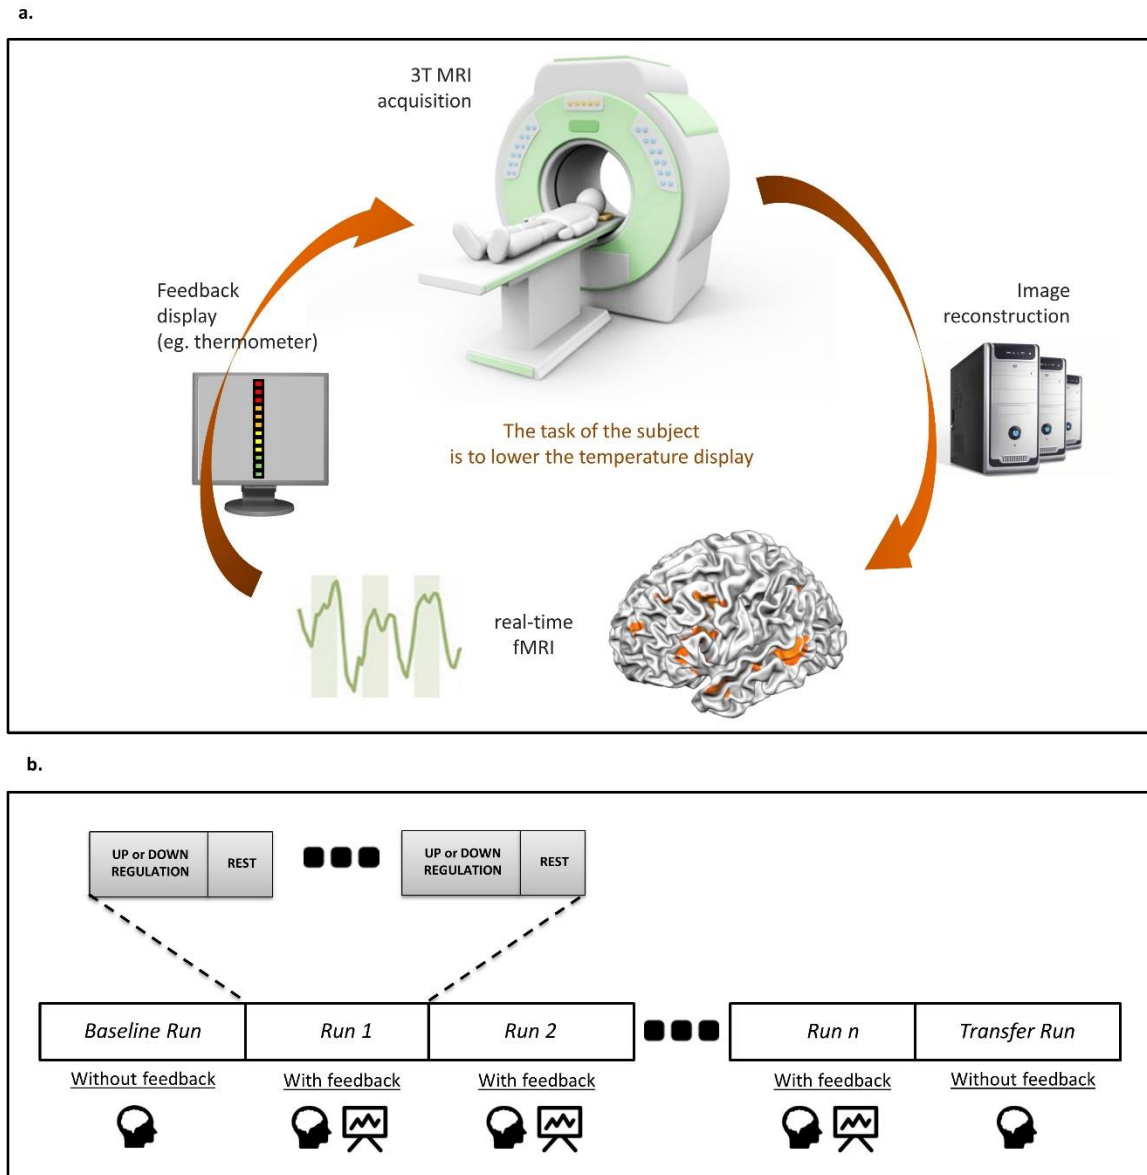 a.
3T MRI
acquisition
Feedback
display
(eg. thermometer)
Image
reconstruction
The task of the subject
is to lower the temperature display
real-time
fMRI
b.
UP or DOWN
REGULATION
REST
UP or DOWN
REGULATION
REST
Baseline Run
Run 1
Run 2
Run n
Transfer Run
Without feedback
With feedback
With feedback
With feedback
Without feedback